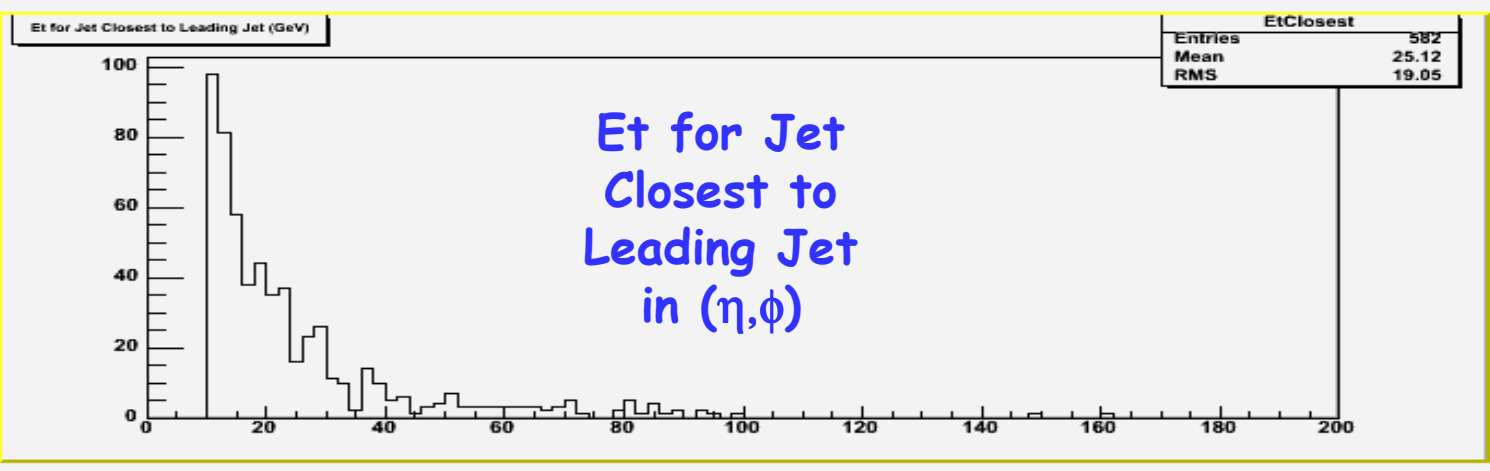 Et for Jet Closest to Leading Jet (GeV)
EtClosest
Entries 582
Mean 25.12
RMS 19.05
100
80
60
40
20
0
Et for Jet
Closest to
Leading Jet
in (η,ϕ)
0 20 40 60 80 100 120 140 160 180 200